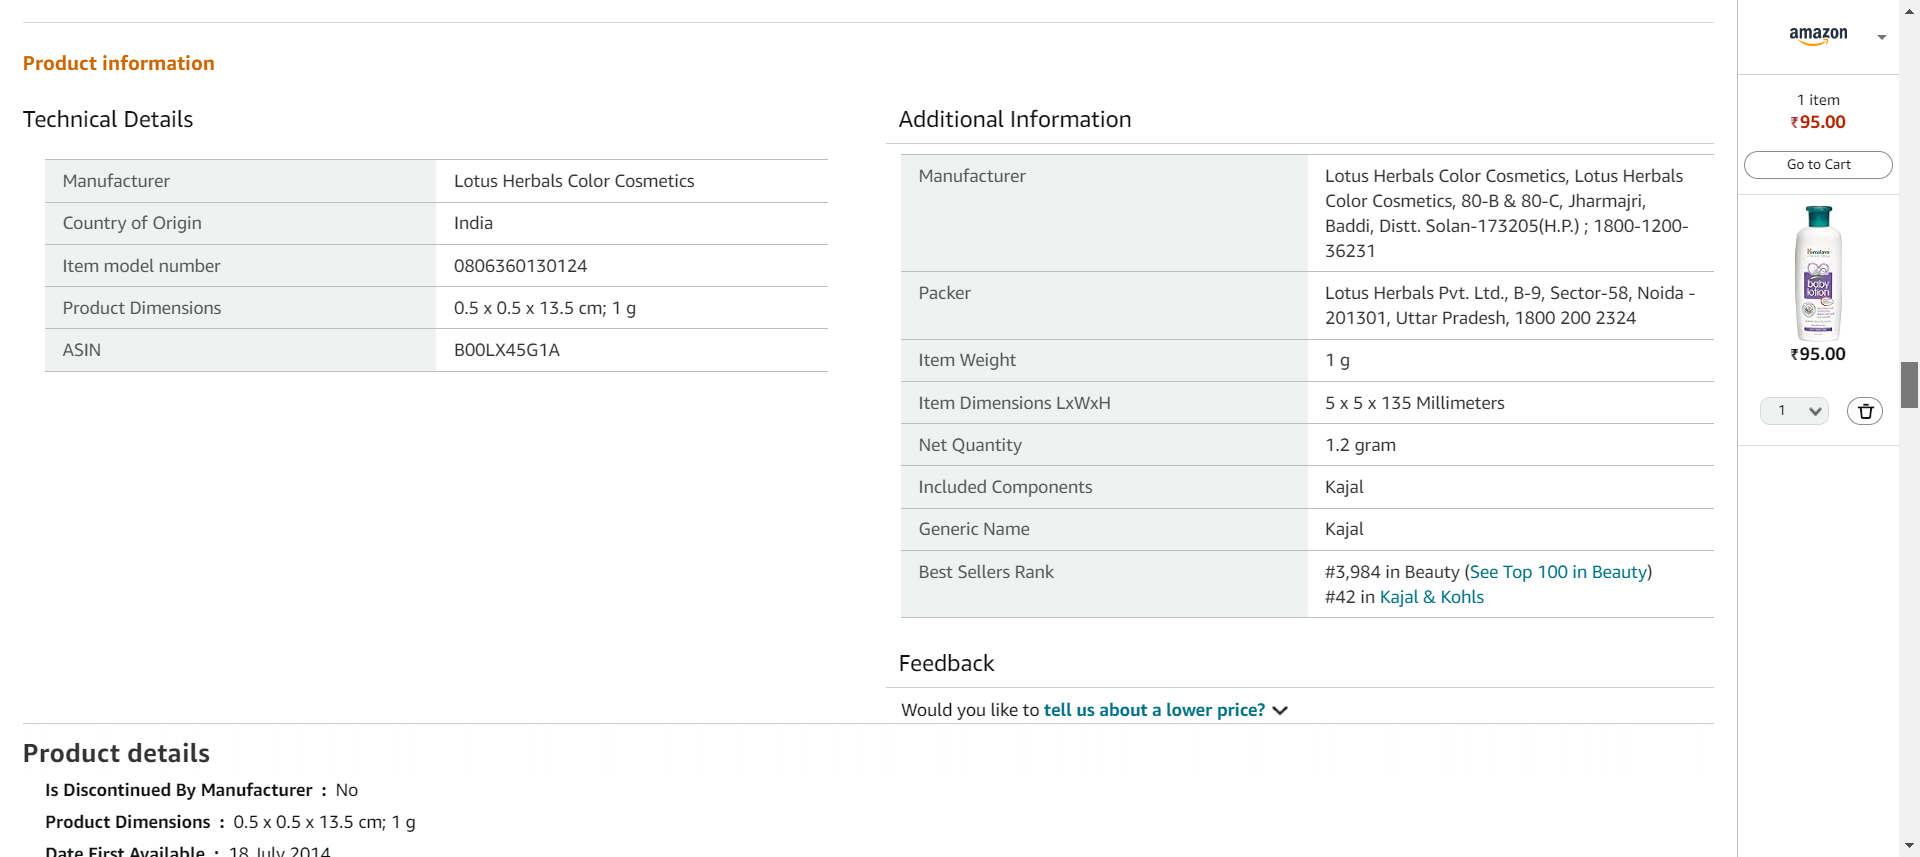 Product information
Technical Details
Manufacturer Lotus Herbals Color Cosmetics
Country of Origin India
Item model number 0806360130124
Product Dimensions 0.5 x 0.5 x 13.5 cm; 1 g
ASIN B00LX45G1A
Additional Information
Manufacturer Lotus Herbals Color Cosmetics, Lotus Herbals
Color Cosmetics, 80-B & 80-C, Jharmajri,
Baddi, Distt. Solan-173205(H.P.) ; 1800-1200-
36231
Packer Lotus Herbals Pvt. Ltd., B-9, Sector-58, Noida -
201301, Uttar Pradesh, 1800 200 2324
Item Weight 1 g
Item Dimensions LxWxH 5 x 5 x 135 Millimeters
Net Quantity 1.2 gram
Included Components Kajal
Generic Name Kajal
Best Sellers Rank #3,984 in Beauty (See Top 100 in Beauty)
#42 in Kajal & Kohls
Feedback
Would you like to tell us about a lower price?
Product details
Is Discontinued By Manufacturer : No
Product Dimensions : 0.5 x 0.5 x 13.5 cm; 1 g
Date First Available : 18 July 2014
amazon
1 item
₹95.00
Go to Cart
Himalaya
baby
lotion
₹95.00
1